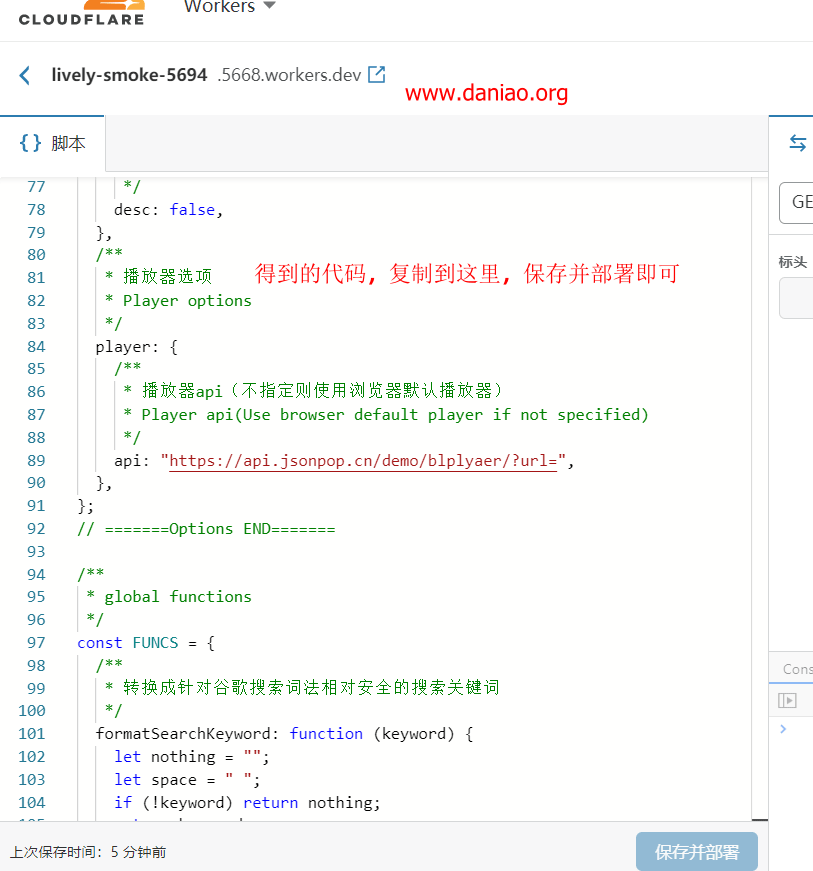 CLOUDFLARE
Workers
lively-smoke-5694 .5668.workers.dev
www.daniao.org
{} 脚本
77 */
78 desc: false,
79 },
80 /**
81 * 播放器选项
得到的代码，复制到这里，保存并部署即可
82 * Player options
83 */
84 player: {
85 /**
86 * 播放器api（不指定则使用浏览器默认播放器）
87 * Player api(Use browser default player if not specified)
88 */
89 api: "https://api.jsonpop.cn/demo/blplyaer/?url=",
90 },
91 };
92 // =======Options END=======
93
94 /**
95 * global functions
96 */
97 const FUNCS = {
98 /**
99 * 转换成针对谷歌搜索词法相对安全的搜索关键词
100 */
101 formatSearchKeyword: function (keyword) {
102 let nothing = "";
103 let space = " ";
104 if (!keyword) return nothing;
GE
标头
Cons
上次保存时间：5 分钟前
保存并部署